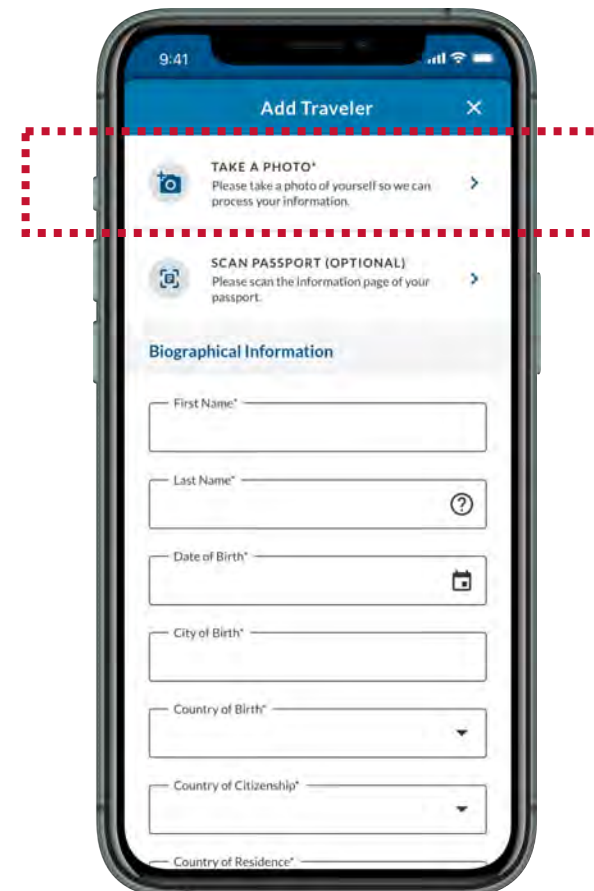 9:41
Add Traveler
TAKE A PHOTO*
Please take a photo of yourself so we can
process your information.
SCAN PASSPORT (OPTIONAL)
Please scan the information page of your
passport.
Biographical Information
First Name*
Last Name*
Date of Birth*
City of Birth*
Country of Birth*
Country of Citizenship*
Country of Residence*